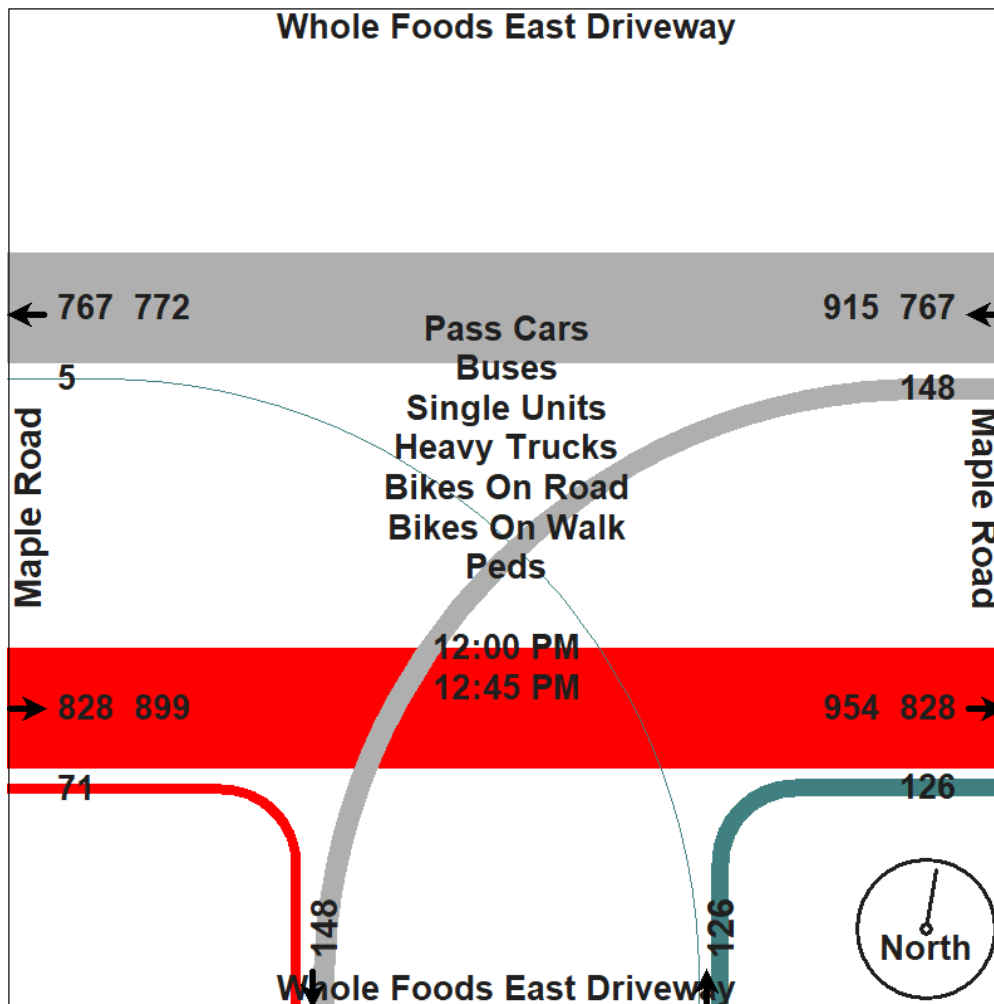 Whole Foods East Driveway
767 772
915 767
Pass Cars
Buses
5
148
Single Units
Maple Road
Maple Road
Heavy Trucks
Bikes On Road
Bikes On Walk
Peds
12:00 PM
12:45 PM
828 899
954 828
71
126
148
126
North
Whole Foods East Driveway